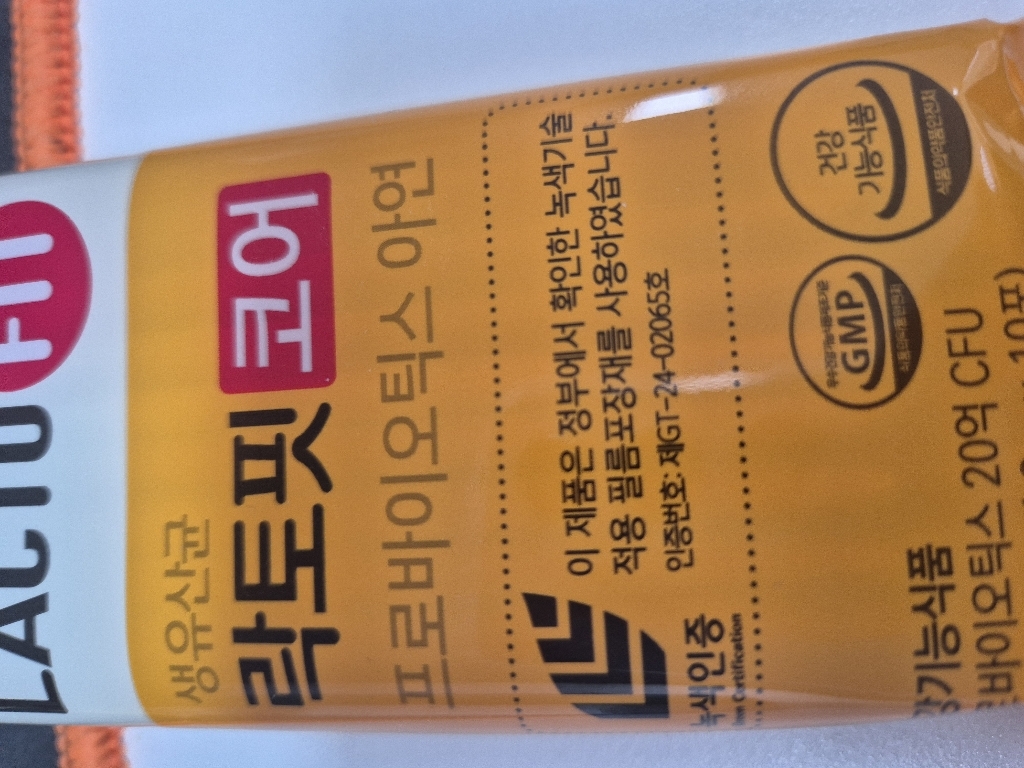 LACTO FIT
생유산균
락토핏 코어
프로바이오틱스 아연
이 제품은 정부에서 확인한 녹색기술
적용 필름포장재를 사용하였습니다.
인증번호: 제GT-24-02065호
녹색인증
Certification
GMP
식품의약품안전처
건강
기능식품
식품의약품안전처
기능식품
바이오틱스 20억 CFU